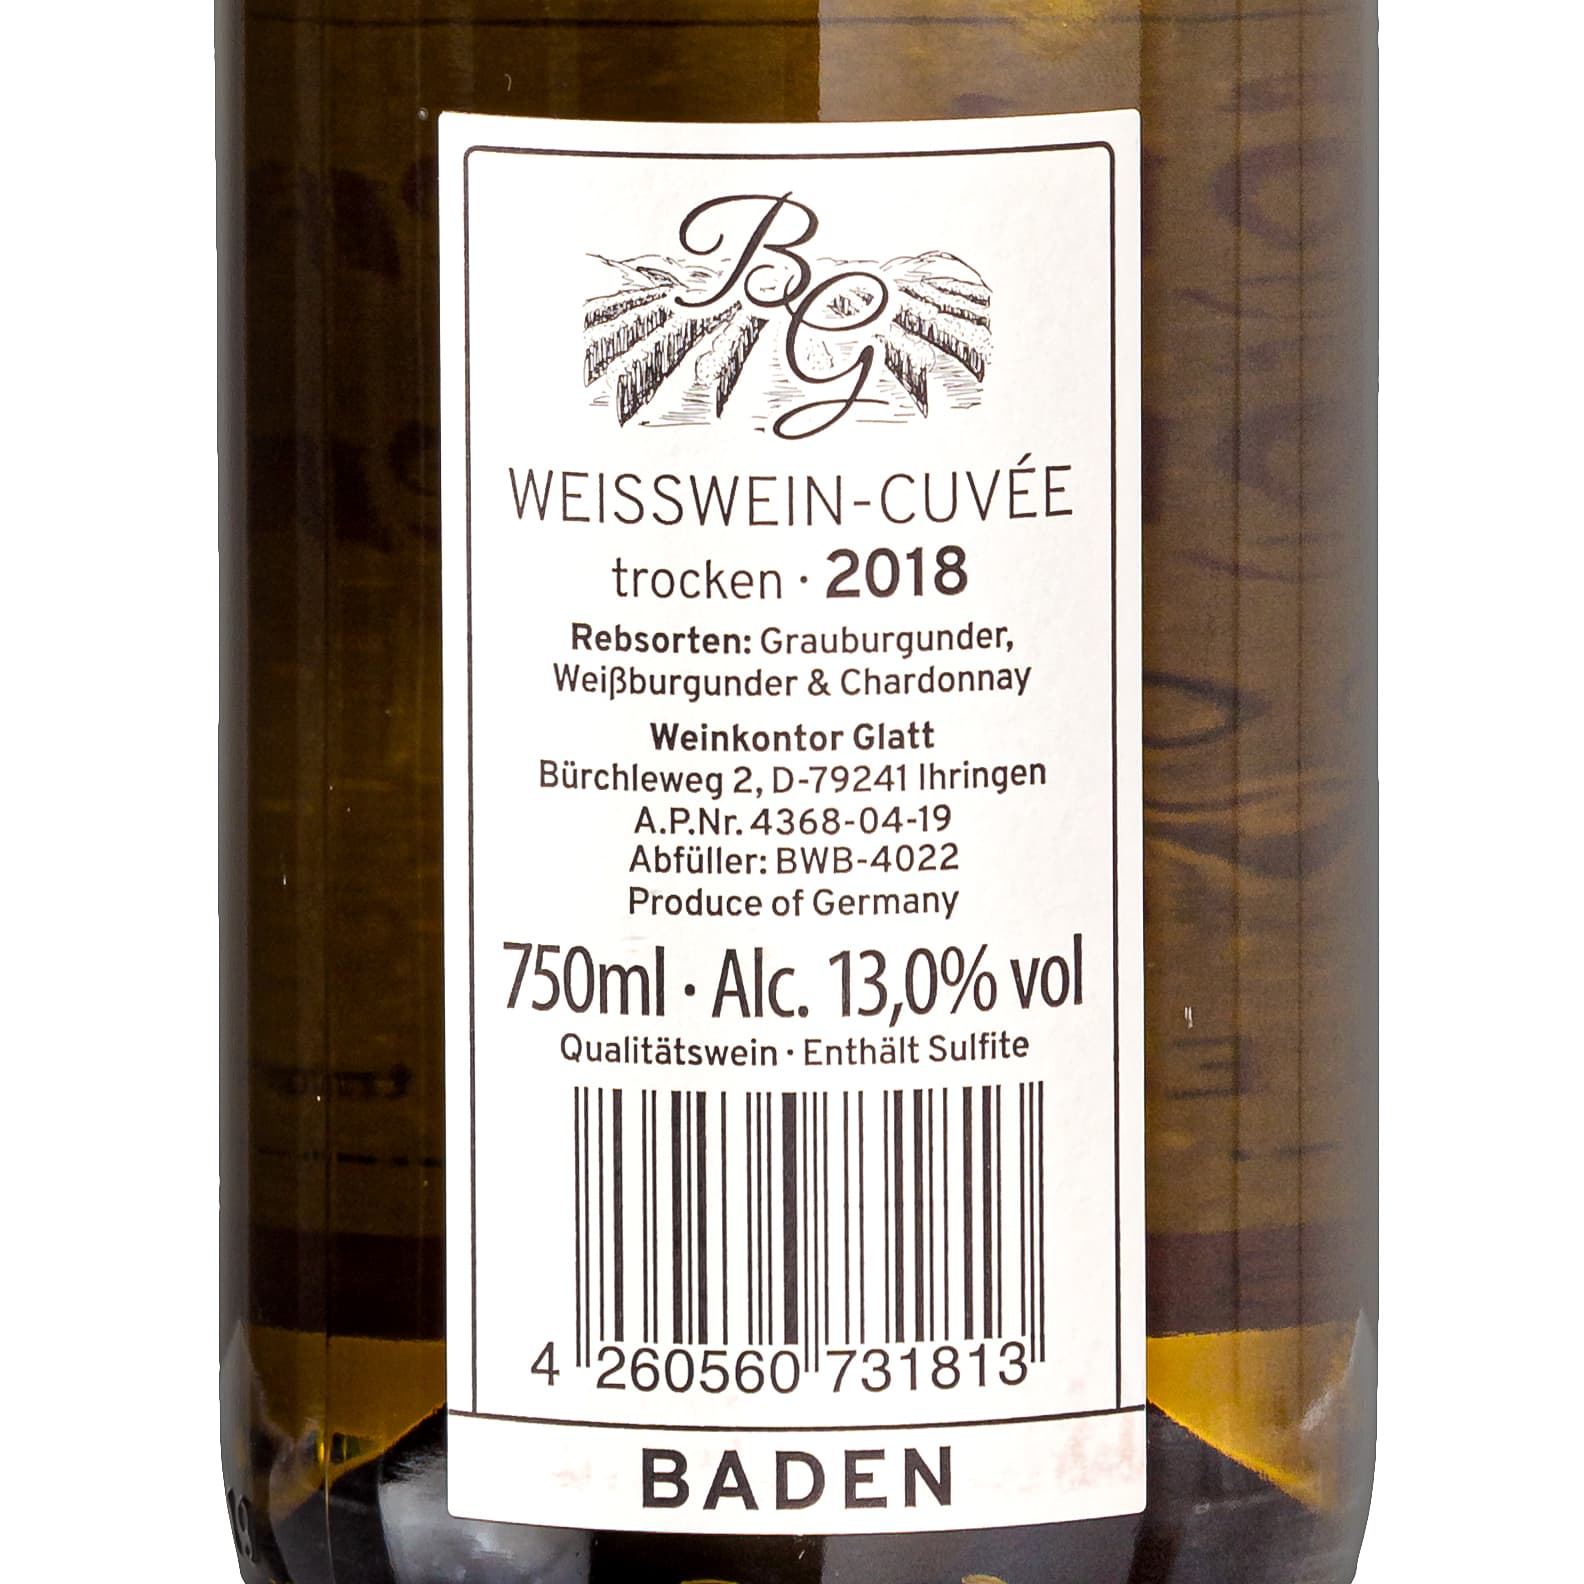 BG
WEISSWEIN-CUVÉE
trocken · 2018
Rebsorten: Grauburgunder,
Weißburgunder & Chardonnay
Weinkontor Glatt
Bürchleweg 2, D-79241 Ihringen
A.P.Nr. 4368-04-19
Abfüller: BWB-4022
Produce of Germany
750ml · Alc. 13,0% vol
Qualitätswein · Enthält Sulfite
4 260560 731813
BADEN